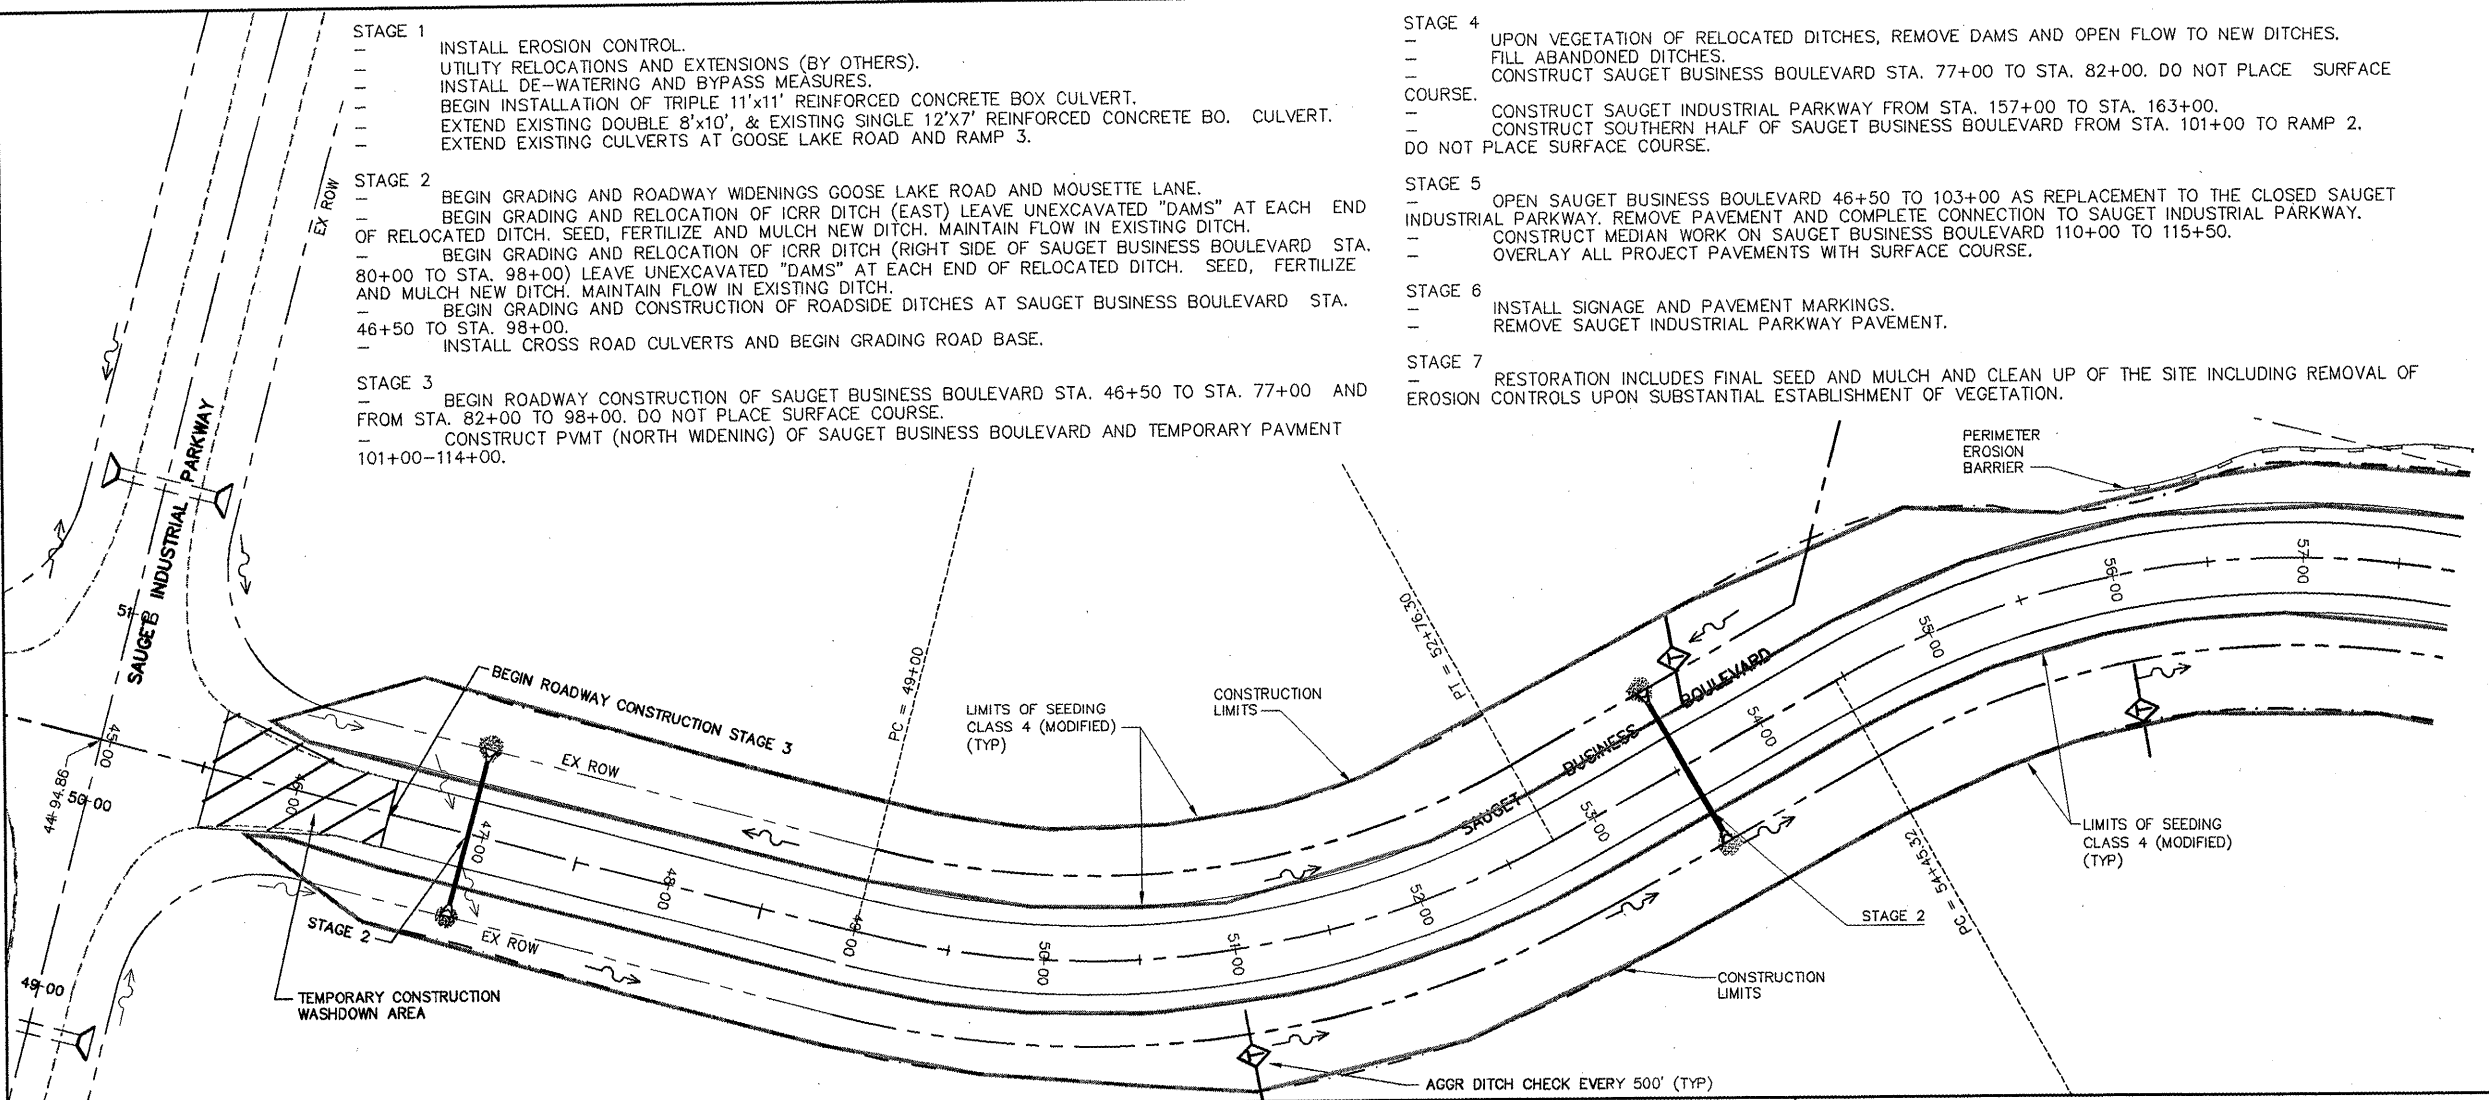 STAGE 1
- INSTALL EROSION CONTROL.
- UTILITY RELOCATIONS AND EXTENSIONS (BY OTHERS).
- INSTALL DE-WATERING AND BYPASS MEASURES.
- BEGIN INSTALLATION OF TRIPLE 11'x11' REINFORCED CONCRETE BOX CULVERT.
- EXTEND EXISTING DOUBLE 8'x10', & EXISTING SINGLE 12'X7' REINFORCED CONCRETE BO. CULVERT.
- EXTEND EXISTING CULVERTS AT GOOSE LAKE ROAD AND RAMP 3.
STAGE 2
- BEGIN GRADING AND ROADWAY WIDENINGS GOOSE LAKE ROAD AND MOUSETTE LANE.
- BEGIN GRADING AND RELOCATION OF ICRR DITCH (EAST) LEAVE UNEXCAVATED "DAMS" AT EACH END
OF RELOCATED DITCH. SEED, FERTILIZE AND MULCH NEW DITCH. MAINTAIN FLOW IN EXISTING DITCH.
- BEGIN GRADING AND RELOCATION OF ICRR DITCH (RIGHT SIDE OF SAUGET BUSINESS BOULEVARD STA.
80+00 TO STA. 98+00) LEAVE UNEXCAVATED "DAMS" AT EACH END OF RELOCATED DITCH. SEED, FERTILIZE
AND MULCH NEW DITCH. MAINTAIN FLOW IN EXISTING DITCH.
- BEGIN GRADING AND CONSTRUCTION OF ROADSIDE DITCHES AT SAUGET BUSINESS BOULEVARD STA.
46+50 TO STA. 98+00.
- INSTALL CROSS ROAD CULVERTS AND BEGIN GRADING ROAD BASE.
STAGE 3
- BEGIN ROADWAY CONSTRUCTION OF SAUGET BUSINESS BOULEVARD STA. 46+50 TO STA. 77+00 AND
FROM STA. 82+00 TO 98+00. DO NOT PLACE SURFACE COURSE.
- CONSTRUCT PVMT (NORTH WIDENING) OF SAUGET BUSINESS BOULEVARD AND TEMPORARY PAVMENT
101+00-114+00.
STAGE 4
- UPON VEGETATION OF RELOCATED DITCHES, REMOVE DAMS AND OPEN FLOW TO NEW DITCHES.
- FILL ABANDONED DITCHES.
- CONSTRUCT SAUGET BUSINESS BOULEVARD STA. 77+00 TO STA. 82+00. DO NOT PLACE SURFACE
COURSE.
- CONSTRUCT SAUGET INDUSTRIAL PARKWAY FROM STA. 157+00 TO STA. 163+00.
- CONSTRUCT SOUTHERN HALF OF SAUGET BUSINESS BOULEVARD FROM STA. 101+00 TO RAMP 2.
DO NOT PLACE SURFACE COURSE.
STAGE 5
- OPEN SAUGET BUSINESS BOULEVARD 46+50 TO 103+00 AS REPLACEMENT TO THE CLOSED SAUGET
INDUSTRIAL PARKWAY. REMOVE PAVEMENT AND COMPLETE CONNECTION TO SAUGET INDUSTRIAL PARKWAY.
- CONSTRUCT MEDIAN WORK ON SAUGET BUSINESS BOULEVARD 110+00 TO 115+50.
- OVERLAY ALL PROJECT PAVEMENTS WITH SURFACE COURSE.
STAGE 6
- INSTALL SIGNAGE AND PAVEMENT MARKINGS.
- REMOVE SAUGET INDUSTRIAL PARKWAY PAVEMENT.
STAGE 7
- RESTORATION INCLUDES FINAL SEED AND MULCH AND CLEAN UP OF THE SITE INCLUDING REMOVAL OF
EROSION CONTROLS UPON SUBSTANTIAL ESTABLISHMENT OF VEGETATION.
EX ROW
SAUGET INDUSTRIAL PARKWAY
PERIMETER
EROSION
BARRIER
57+00
56+00
55+00
54+00
53+00
52+00
51+00
50+00
49+00
48+00
47+00
46+00
45+00
44+94.86
50+00
49+00
BEGIN ROADWAY CONSTRUCTION STAGE 3
EX ROW
EX ROW
PC = 49+00
PT = 52+76.30
PC = 54+45.32
LIMITS OF SEEDING
CLASS 4 (MODIFIED)
(TYP)
CONSTRUCTION
LIMITS
SAUGET BUSINESS BOULEVARD
STAGE 2
TEMPORARY CONSTRUCTION
WASHDOWN AREA
LIMITS OF SEEDING
CLASS 4 (MODIFIED)
(TYP)
STAGE 2
CONSTRUCTION
LIMITS
AGGR DITCH CHECK EVERY 500' (TYP)